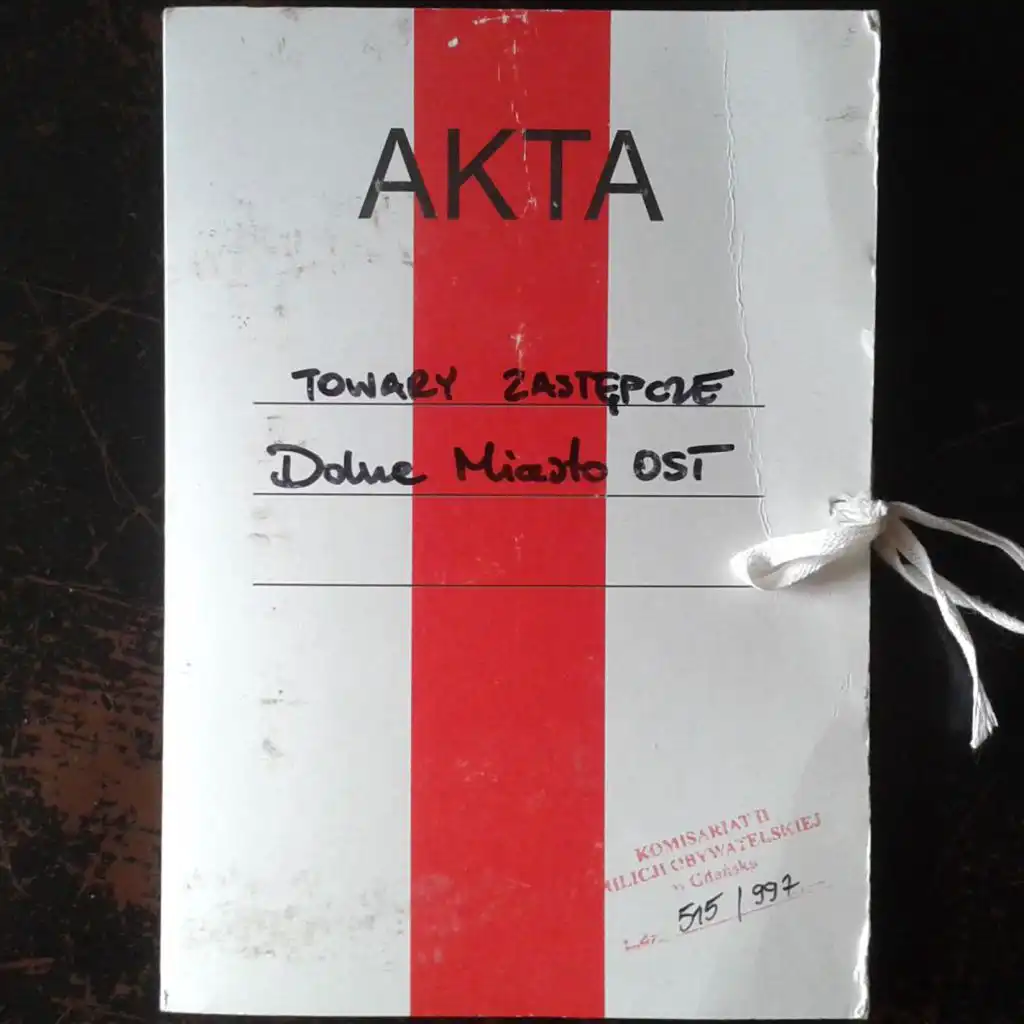 AKTA
TOWARY ZASTĘPCZE
Dolne Miasto OST
KOMISARIAT II
MILICJI OBYWATELSKIEJ
w Gdańsku
515/997